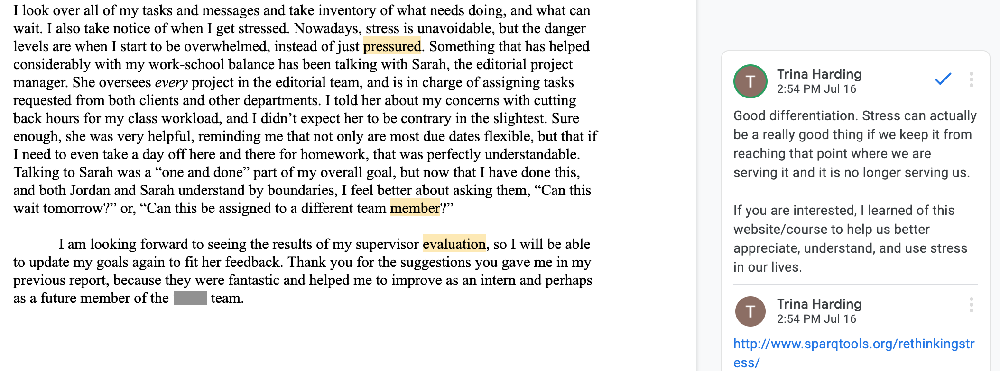 I look over all of my tasks and messages and take inventory of what needs doing, and what can
wait. I also take notice of when I get stressed. Nowadays, stress is unavoidable, but the danger
levels are when I start to be overwhelmed, instead of just pressured. Something that has helped
considerably with my work-school balance has been talking with Sarah, the editorial project
manager. She oversees every project in the editorial team, and is in charge of assigning tasks
requested from both clients and other departments. I told her about my concerns with cutting
back hours for my class workload, and I didn’t expect her to be contrary in the slightest. Sure
enough, she was very helpful, reminding me that not only are most due dates flexible, but that if
I need to even take a day off here and there for homework, that was perfectly understandable.
Talking to Sarah was a “one and done” part of my overall goal, but now that I have done this,
and both Jordan and Sarah understand by boundaries, I feel better about asking them, “Can this
wait tomorrow?” or, “Can this be assigned to a different team member?”
I am looking forward to seeing the results of my supervisor evaluation, so I will be able
to update my goals again to fit her feedback. Thank you for the suggestions you gave me in my
previous report, because they were fantastic and helped me to improve as an intern and perhaps
as a future member of the team.
T
Trina Harding
2:54 PM Jul 16
Good differentiation. Stress can actually
be a really good thing if we keep it from
reaching that point where we are
serving it and it is no longer serving us.
If you are interested, I learned of this
website/course to help us better
appreciate, understand, and use stress
in our lives.
T
Trina Harding
2:54 PM Jul 16
http://www.sparqtools.org/rethinkingstr
ess/